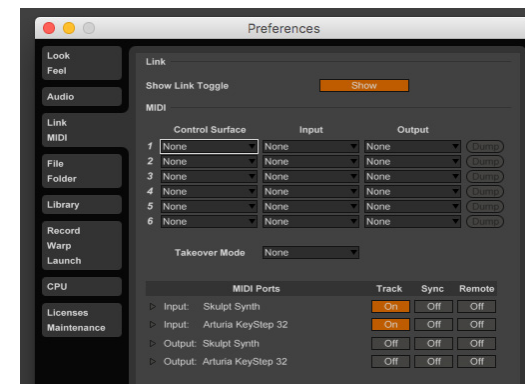 Preferences
Look
Feel
Audio
Link
MIDI
File
Folder
Library
Record
Warp
Launch
CPU
Licenses
Maintenance
Link
Show Link Toggle Show
MIDI
Control Surface Input Output
1 None None None Dump
2 None None None Dump
3 None None None Dump
4 None None None Dump
5 None None None Dump
6 None None None Dump
Takeover Mode None
MIDI Ports Track Sync Remote
Input: Skulpt Synth On Off Off
Input: Arturia KeyStep 32 On Off Off
Output: Skulpt Synth Off Off Off
Output: Arturia KeyStep 32 Off Off Off